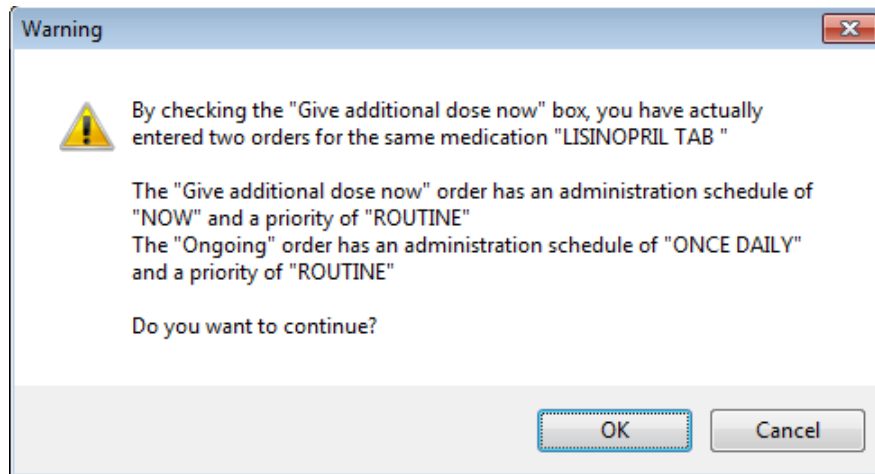 Warning
By checking the "Give additional dose now" box, you have actually
entered two orders for the same medication "LISINOPRIL TAB "
The "Give additional dose now" order has an administration schedule of
"NOW" and a priority of "ROUTINE"
The "Ongoing" order has an administration schedule of "ONCE DAILY"
and a priority of "ROUTINE"
Do you want to continue?
OK
Cancel